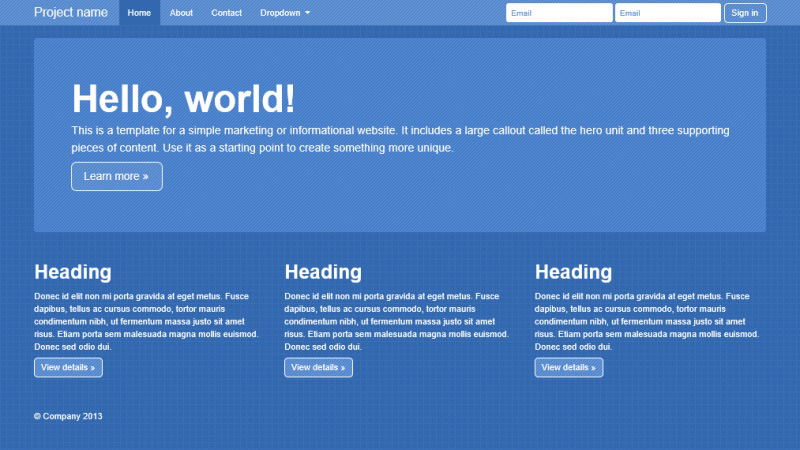 Project name Home About Contact Dropdown Email Email Sign in
Hello, world!
This is a template for a simple marketing or informational website. It includes a large callout called the hero unit and three supporting
pieces of content. Use it as a starting point to create something more unique.
Learn more »
Heading
Donec id elit non mi porta gravida at eget metus. Fusce
dapibus, tellus ac cursus commodo, tortor mauris
condimentum nibh, ut fermentum massa justo sit amet
risus. Etiam porta sem malesuada magna mollis euismod.
Donec sed odio dui.
View details »
Heading
Donec id elit non mi porta gravida at eget metus. Fusce
dapibus, tellus ac cursus commodo, tortor mauris
condimentum nibh, ut fermentum massa justo sit amet
risus. Etiam porta sem malesuada magna mollis euismod.
Donec sed odio dui.
View details »
Heading
Donec id elit non mi porta gravida at eget metus. Fusce
dapibus, tellus ac cursus commodo, tortor mauris
condimentum nibh, ut fermentum massa justo sit amet
risus. Etiam porta sem malesuada magna mollis euismod.
Donec sed odio dui.
View details »
© Company 2013